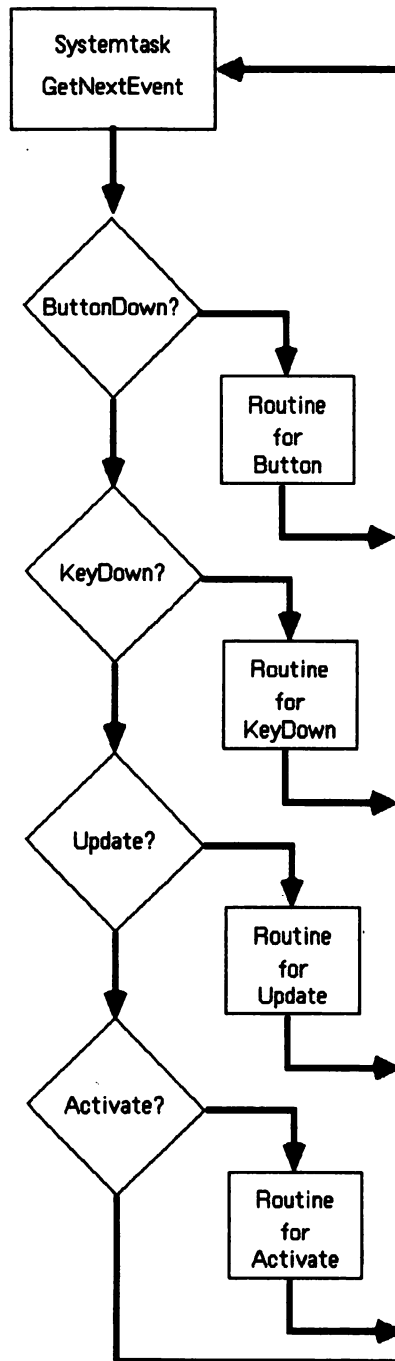 Systemtask
GetNextEvent
ButtonDown?
Routine
for
Button
KeyDown?
Routine
for
KeyDown
Update?
Routine
for
Update
Activate?
Routine
for
Activate